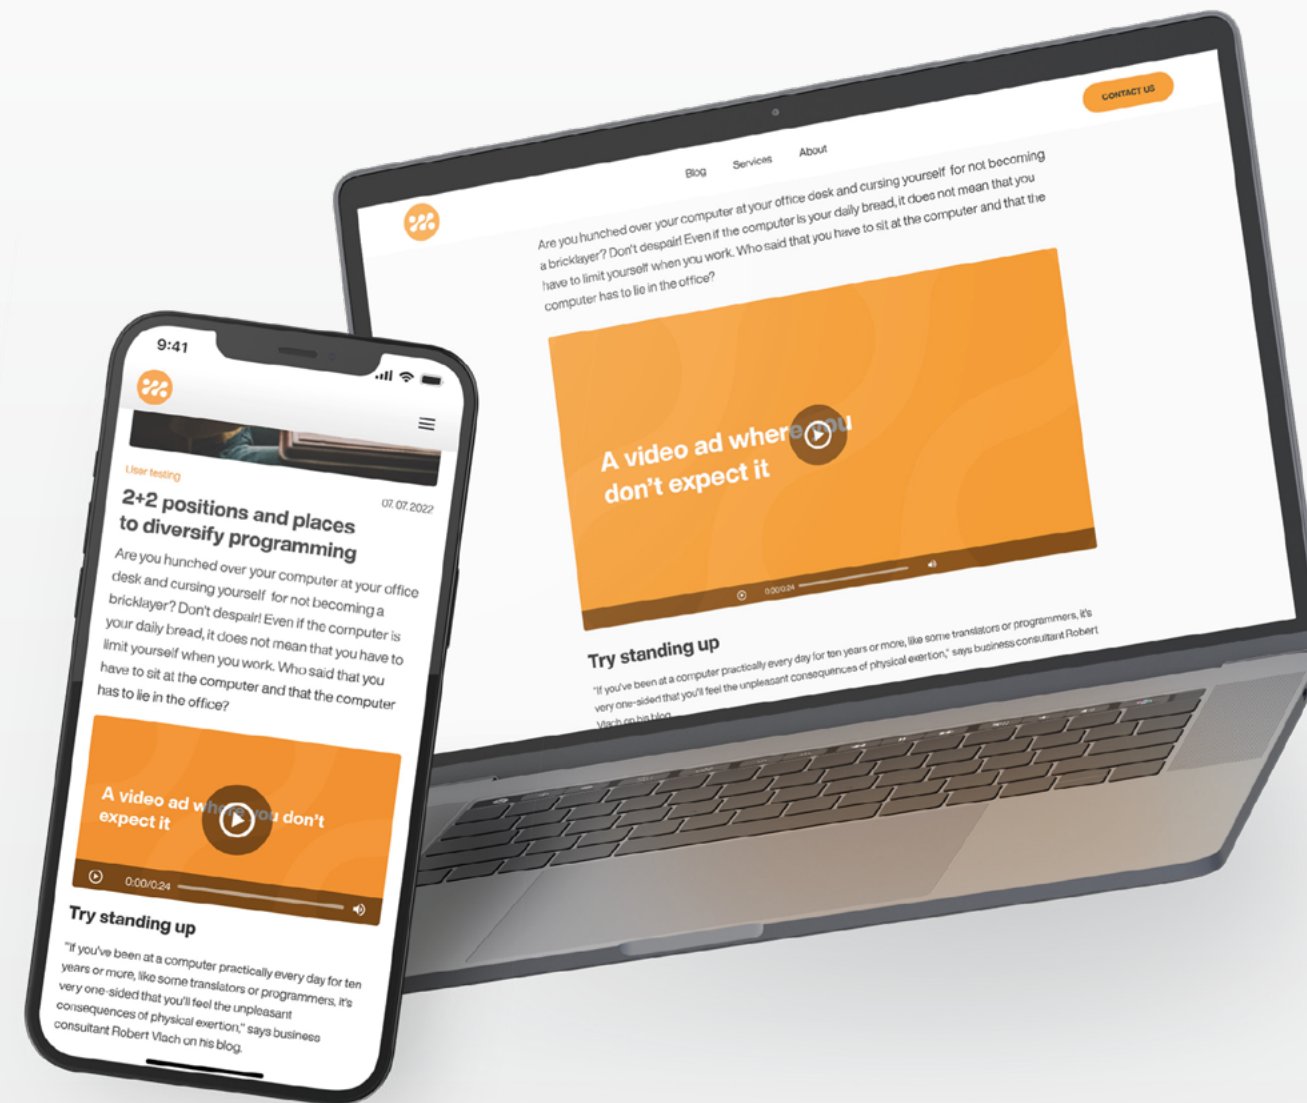 CONTACT US
Blog Services About
Are you hunched over your computer at your office desk and cursing yourself for not becoming
a bricklayer? Don't despair! Even if the computer is your daily bread, it does not mean that you
have to limit yourself when you work. Who said that you have to sit at the computer and that the
computer has to lie in the office?
A video ad where you
don't expect it
0:00/0:24
Try standing up
"If you've been at a computer practically every day for ten years or more, like some translators or programmers, it's
very one-sided that you'll feel the unpleasant consequences of physical exertion," says business consultant Robert
Vlach on his blog.
9:41
User testing
07. 07. 2022
2+2 positions and places
to diversify programming
Are you hunched over your computer at your office
desk and cursing yourself for not becoming a
bricklayer? Don't despair! Even if the computer is
your daily bread, it does not mean that you have to
limit yourself when you work. Who said that you
have to sit at the computer and that the computer
has to lie in the office?
A video ad where you don't
expect it
0:00/0:24
Try standing up
"If you've been at a computer practically every day for ten
years or more, like some translators or programmers, it's
very one-sided that you'll feel the unpleasant
consequences of physical exertion," says business
consultant Robert Vlach on his blog.